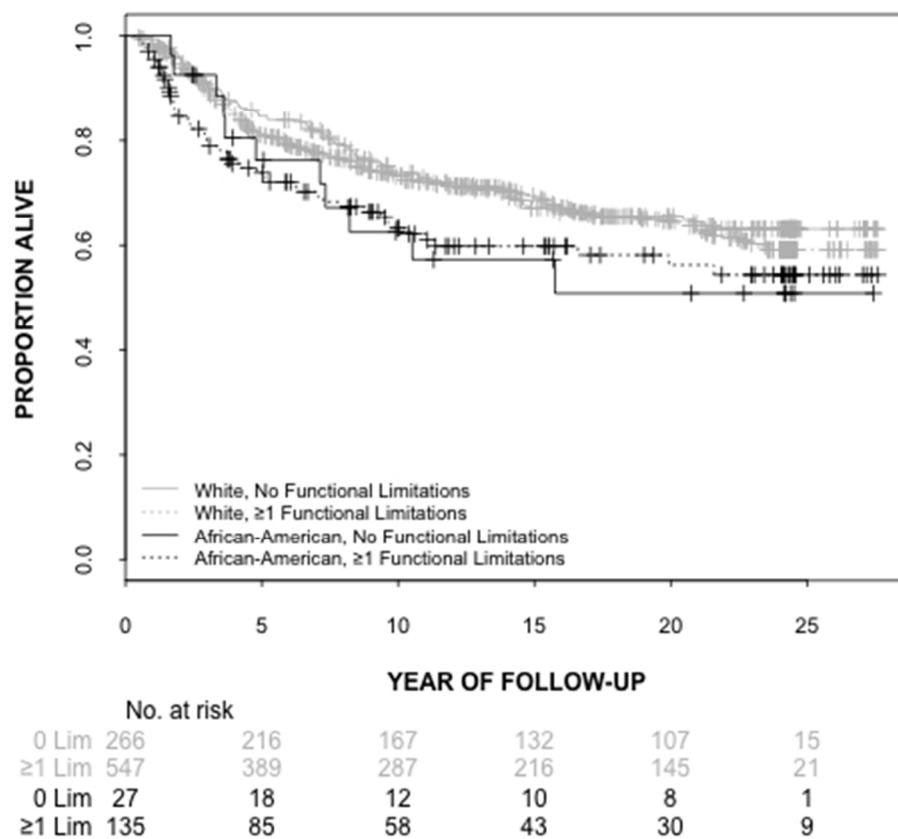 PROPORTION ALIVE
1.0
0.8
0.6
0.4
0.2
0.0
White, No Functional Limitations
White, ≥1 Functional Limitations
African-American, No Functional Limitations
African-American, ≥1 Functional Limitations
0 5 10 15 20 25
YEAR OF FOLLOW-UP
No. at risk
0 Lim 266 216 167 132 107 15
≥1 Lim 547 389 287 216 145 21
0 Lim 27 18 12 10 8 1
≥1 Lim 135 85 58 43 30 9